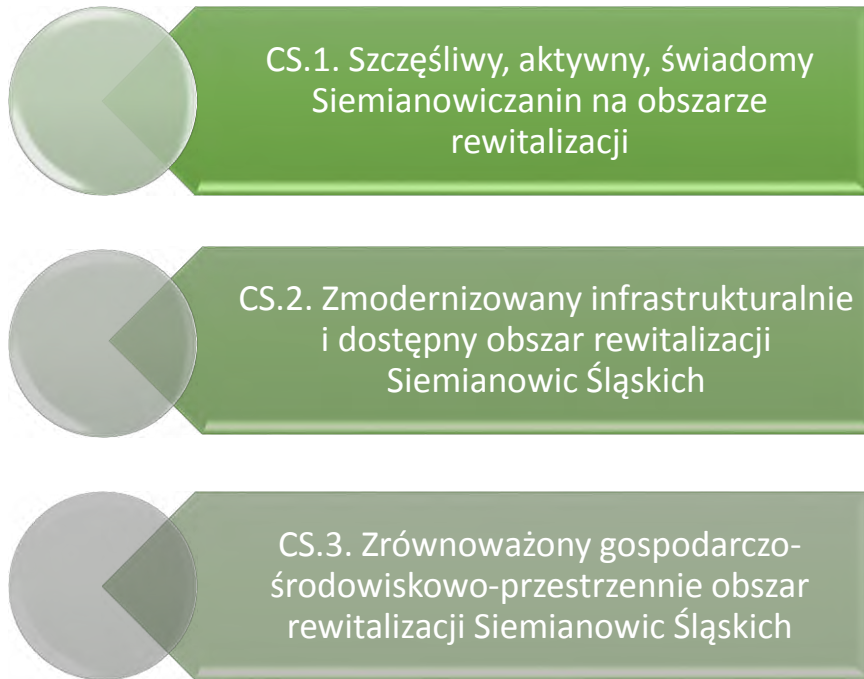 CS.1. Szczęśliwy, aktywny, świadomy
Siemianowiczanin na obszarze
rewitalizacji
CS.2. Zmodernizowany infrastrukturalnie
i dostępny obszar rewitalizacji
Siemianowic Śląskich
CS.3. Zrównoważony gospodarczo-
środowiskowo-przestrzennie obszar
rewitalizacji Siemianowic Śląskich